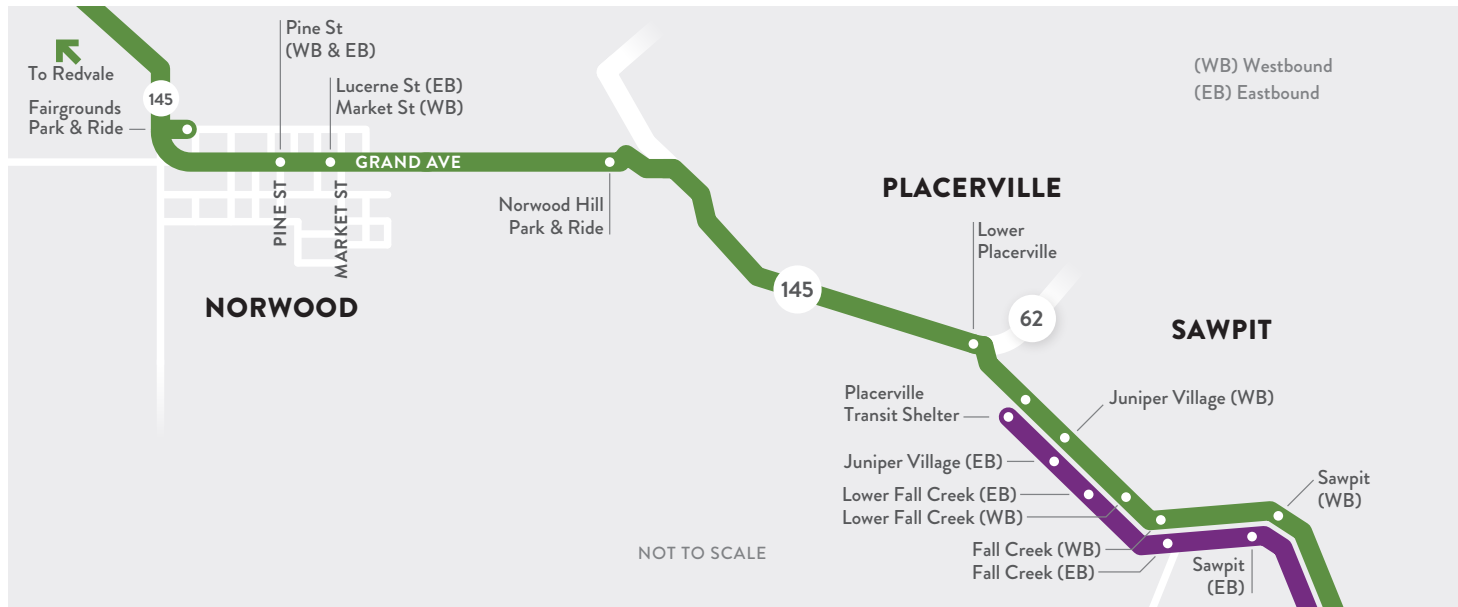 Pine St
(WB & EB)
To Redvale
145
Fairgrounds
Park & Ride
Lucerne St (EB)
Market St (WB)
(WB) Westbound
(EB) Eastbound
GRAND AVE
PINE ST
MARKET ST
NORWOOD
Norwood Hill
Park & Ride
PLACERVILLE
Lower
Placerville
145
62
SAWPIT
Placerville
Transit Shelter
Juniper Village (WB)
Juniper Village (EB)
Lower Fall Creek (EB)
Lower Fall Creek (WB)
Sawpit
(WB)
Fall Creek (WB)
Fall Creek (EB)
Sawpit
(EB)
NOT TO SCALE